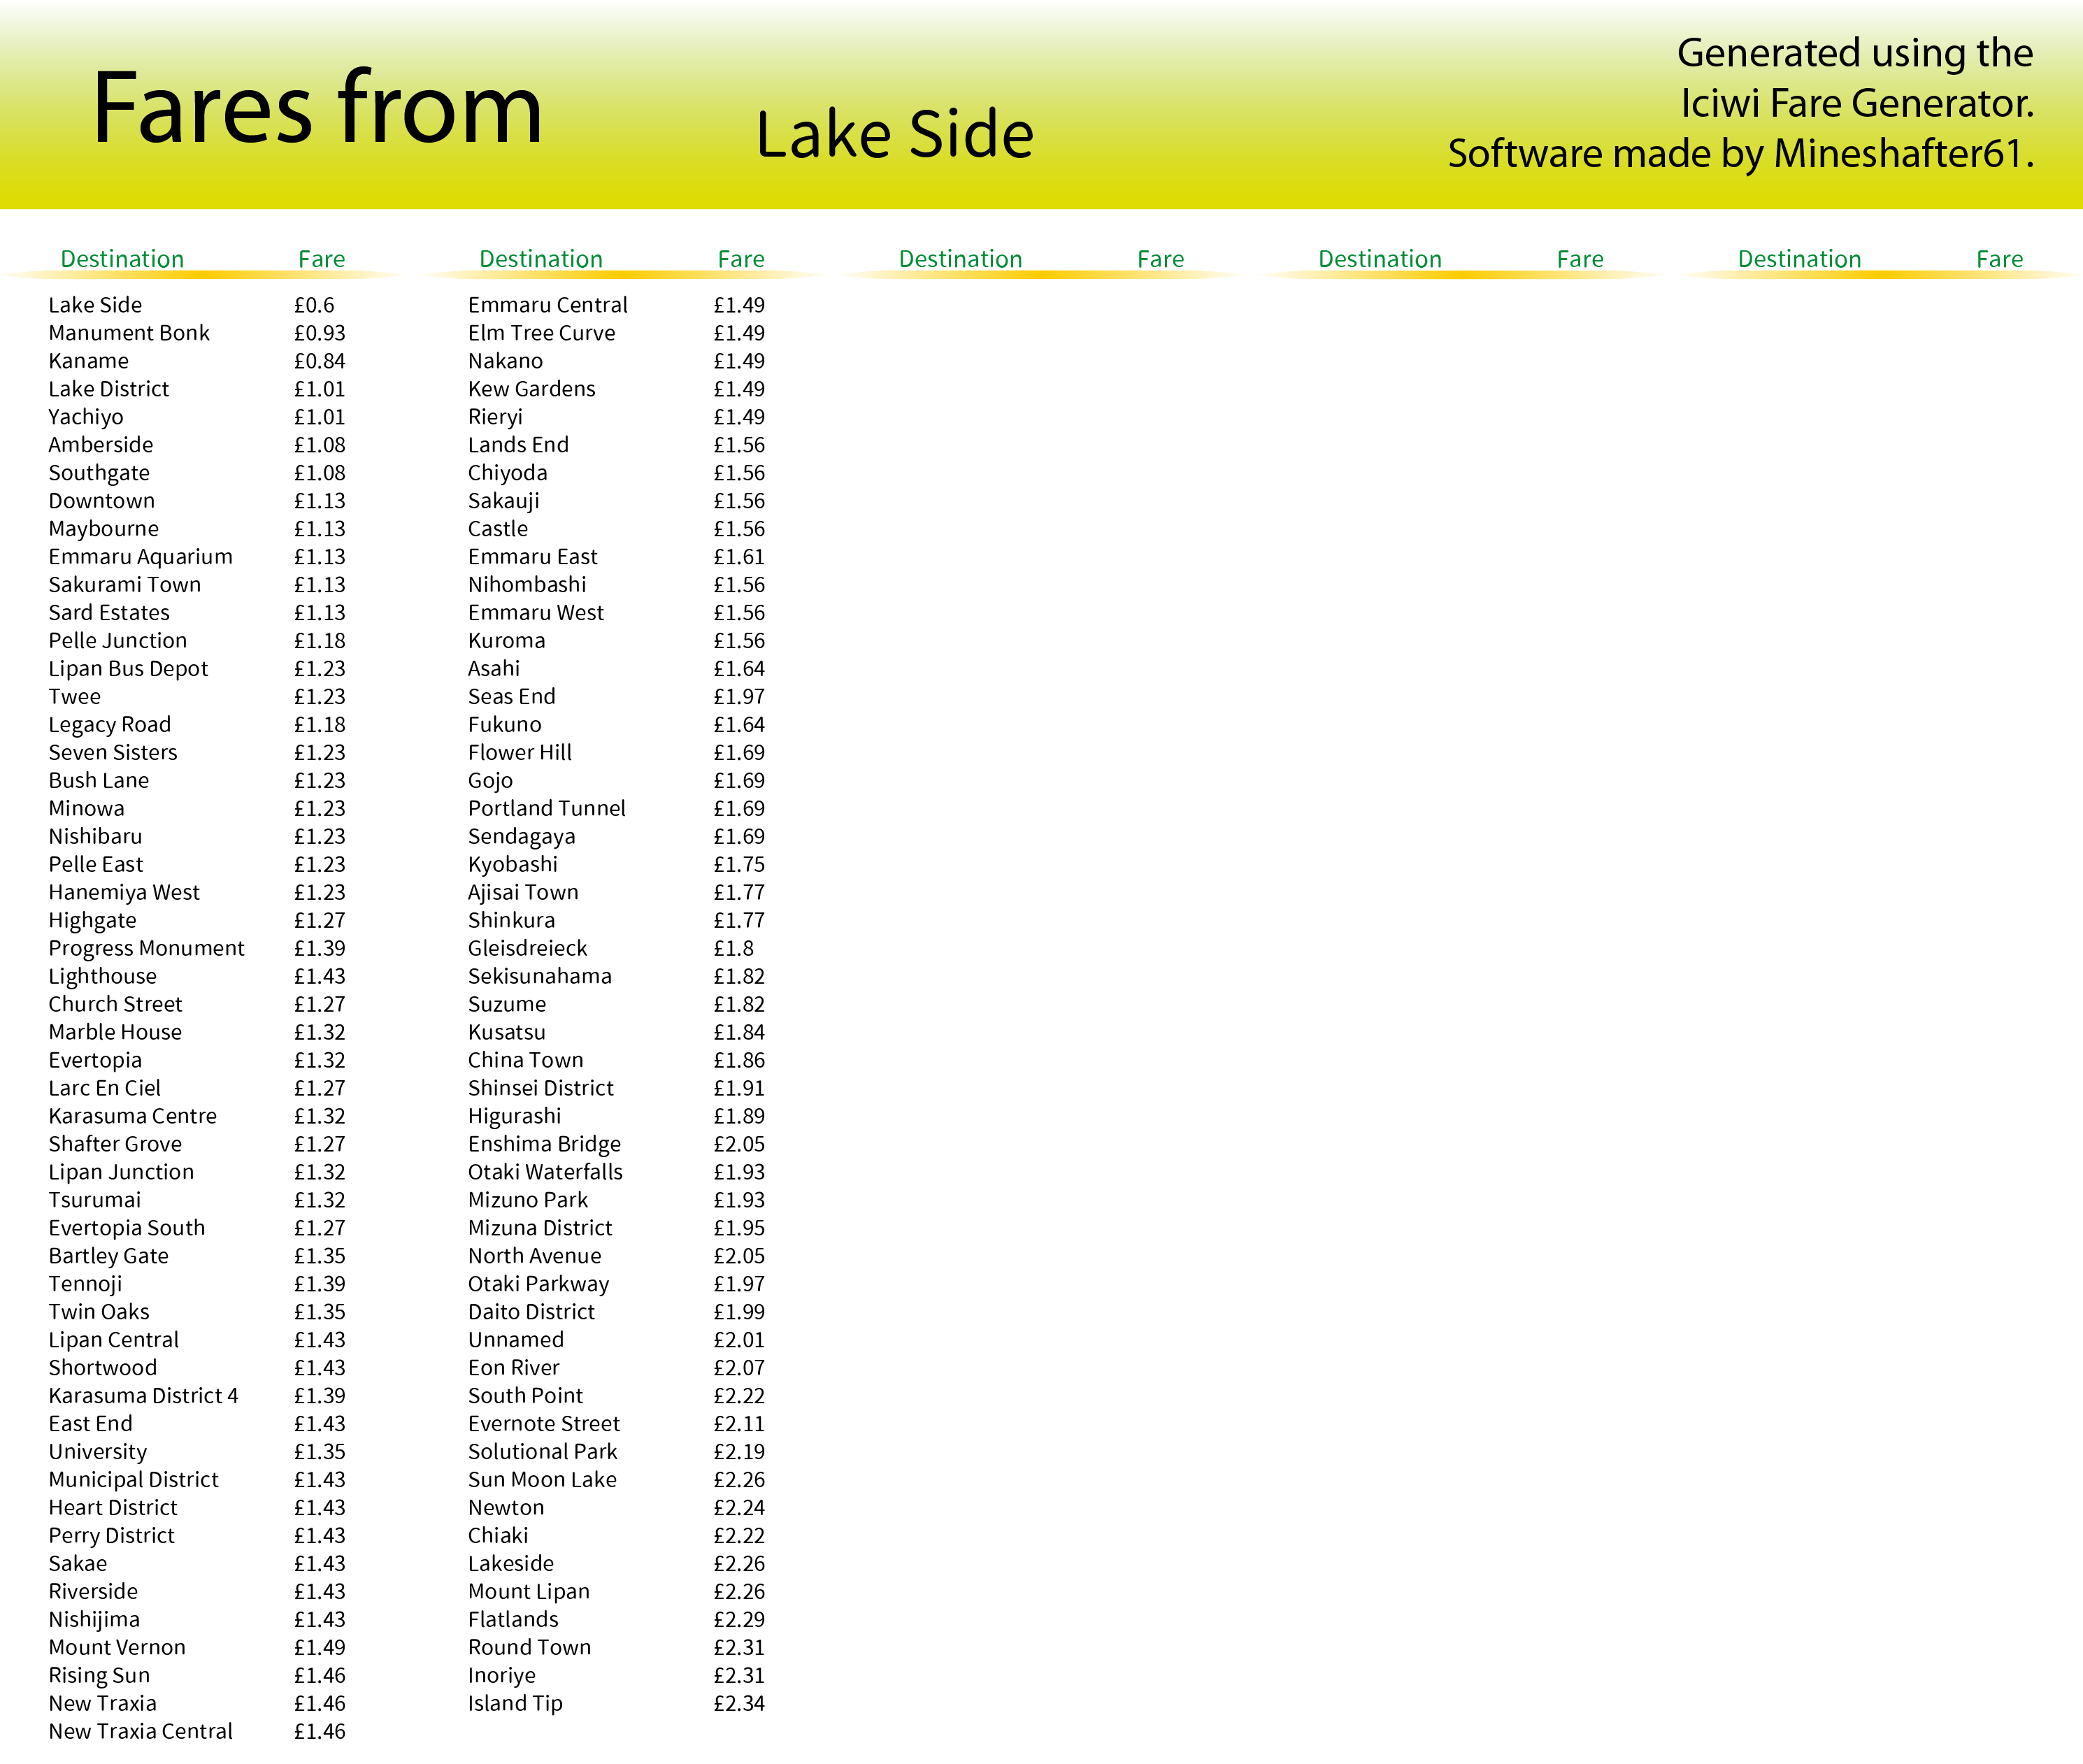 Fares from
Lake Side
Generated using the
Iciwi Fare Generator.
Software made by Mineshafter61.
Destination Fare Destination Fare Destination Fare Destination Fare Destination Fare
Lake Side £0.6
Manument Bonk £0.93
Kaname £0.84
Lake District £1.01
Yachiyo £1.01
Amberside £1.08
Southgate £1.08
Downtown £1.13
Maybourne £1.13
Emmaru Aquarium £1.13
Sakurami Town £1.13
Sard Estates £1.13
Pelle Junction £1.18
Lipan Bus Depot £1.23
Twee £1.23
Legacy Road £1.18
Seven Sisters £1.23
Bush Lane £1.23
Minowa £1.23
Nishibaru £1.23
Pelle East £1.23
Hanemiya West £1.23
Highgate £1.27
Progress Monument £1.39
Lighthouse £1.43
Church Street £1.27
Marble House £1.32
Evertopia £1.32
Larc En Ciel £1.27
Karasuma Centre £1.32
Shafter Grove £1.27
Lipan Junction £1.32
Tsurumai £1.32
Evertopia South £1.27
Bartley Gate £1.35
Tennoji £1.39
Twin Oaks £1.35
Lipan Central £1.43
Shortwood £1.43
Karasuma District 4 £1.39
East End £1.43
University £1.35
Municipal District £1.43
Heart District £1.43
Perry District £1.43
Sakae £1.43
Riverside £1.43
Nishijima £1.43
Mount Vernon £1.49
Rising Sun £1.46
New Traxia £1.46
New Traxia Central £1.46
Emmaru Central £1.49
Elm Tree Curve £1.49
Nakano £1.49
Kew Gardens £1.49
Rieryi £1.49
Lands End £1.56
Chiyoda £1.56
Sakauji £1.56
Castle £1.56
Emmaru East £1.61
Nihombashi £1.56
Emmaru West £1.56
Kuroma £1.56
Asahi £1.64
Seas End £1.97
Fukuno £1.64
Flower Hill £1.69
Gojo £1.69
Portland Tunnel £1.69
Sendagaya £1.69
Kyobashi £1.75
Ajisai Town £1.77
Shinkura £1.77
Gleisdreieck £1.8
Sekisunahama £1.82
Suzume £1.82
Kusatsu £1.84
China Town £1.86
Shinsei District £1.91
Higurashi £1.89
Enshima Bridge £2.05
Otaki Waterfalls £1.93
Mizuno Park £1.93
Mizuna District £1.95
North Avenue £2.05
Otaki Parkway £1.97
Daito District £1.99
Unnamed £2.01
Eon River £2.07
South Point £2.22
Evernote Street £2.11
Solutional Park £2.19
Sun Moon Lake £2.26
Newton £2.24
Chiaki £2.22
Lakeside £2.26
Mount Lipan £2.26
Flatlands £2.29
Round Town £2.31
Inoriye £2.31
Island Tip £2.34